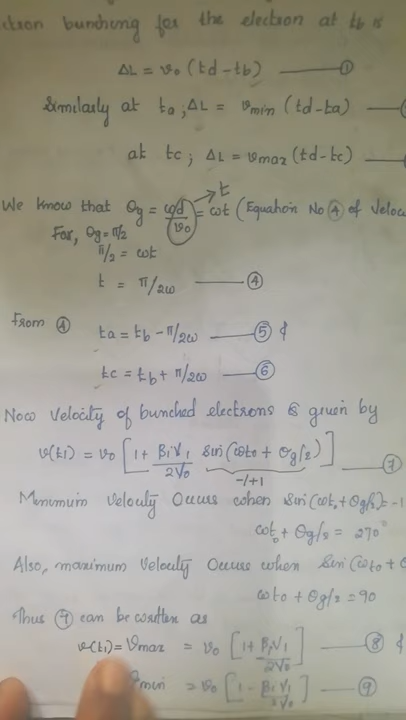 ctron bunching for the electron at tb is
ΔL = v₀ (td - tb) —— ①
Similarly at ta, ΔL = vmin (td - ta) ——
at tc; ΔL = vmax (td - tc) ——
We know that θg = ωd/v₀ = ωt (Equation No ④ of Veloc
t
For, θg = π/2
π/2 = ωt
t = π/2ω —— ④
From ④
ta = tb - π/2ω —— ⑤ &
tc = tb + π/2ω —— ⑥
Now Velocity of bunched electrons is given by
v(t1) = v₀ [1 + βiV1/2V₀ sin(ωt₀ + θg/2)] —— ⑦
-1/+1
Minimum Velocity Occurs when Sin(ωt₀ + θg/2) = -1
ωt₀ + θg/2 = 270°
Also, maximum Velocity Occurs when Sin(ωt₀ + θ
ωt₀ + θg/2 = 90
Thus ⑦ can be written as
v(t1) = vmax = v₀ [1 + βiV1/2V₀] —— ⑧ &
vmin = v₀ [1 - βiV1/2V₀] —— ⑨